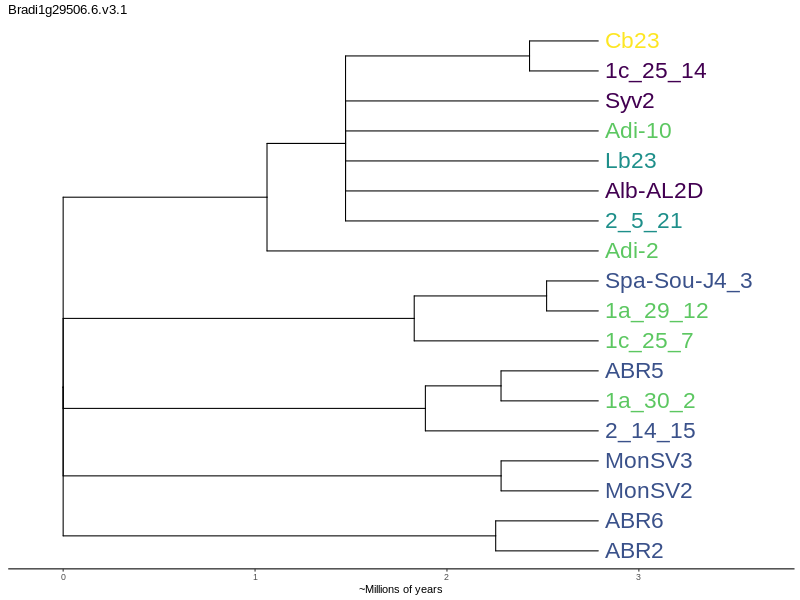 Bradi1g29506.6.v3.1
Cb23
1c_25_14
Syv2
Adi-10
Lb23
Alb-AL2D
2_5_21
Adi-2
Spa-Sou-J4_3
1a_29_12
1c_25_7
ABR5
1a_30_2
2_14_15
MonSV3
MonSV2
ABR6
ABR2
0 1 2 3
~Millions of years